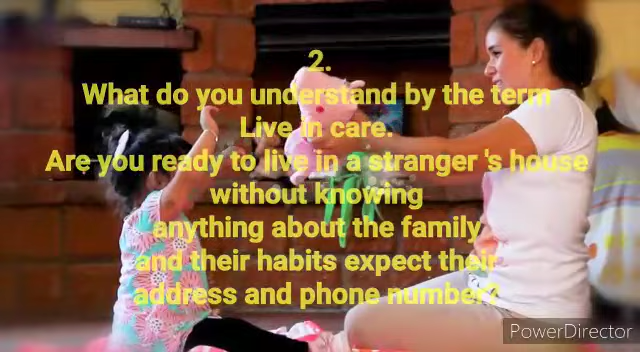 2.
What do you understand by the term
Live in care.
Are you ready to live in a stranger 's house
without knowing
anything about the family
and their habits expect their
address and phone number?
PowerDirector